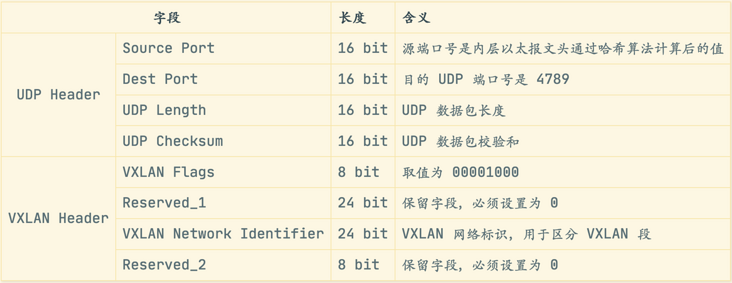 字段 长度 含义
UDP Header
Source Port 16 bit 源端口号是内层以太报文头通过哈希算法计算后的值
Dest Port 16 bit 目的 UDP 端口号是 4789
UDP Length 16 bit UDP 数据包长度
UDP Checksum 16 bit UDP 数据包校验和
VXLAN Header
VXLAN Flags 8 bit 取值为 00001000
Reserved_1 24 bit 保留字段，必须设置为 0
VXLAN Network Identifier 24 bit VXLAN 网络标识，用于区分 VXLAN 段
Reserved_2 8 bit 保留字段，必须设置为 0